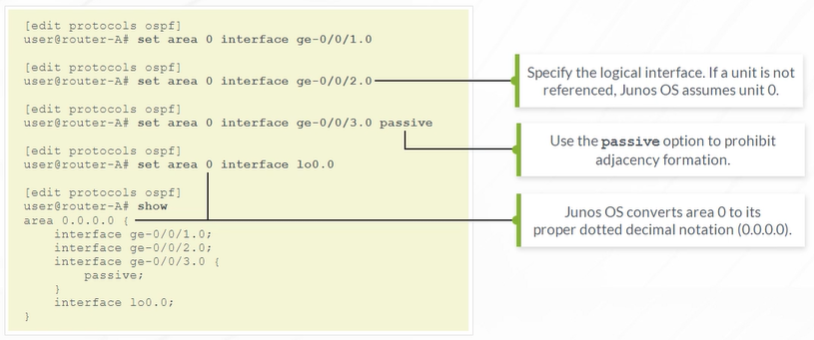 [edit protocols ospf]
user@router-A# set area 0 interface ge-0/0/1.0
[edit protocols ospf]
user@router-A# set area 0 interface ge-0/0/2.0
[edit protocols ospf]
user@router-A# set area 0 interface ge-0/0/3.0 passive
[edit protocols ospf]
user@router-A# set area 0 interface lo0.0
[edit protocols ospf]
user@router-A# show
area 0.0.0.0 {
    interface ge-0/0/1.0;
    interface ge-0/0/2.0;
    interface ge-0/0/3.0 {
        passive;
    }
    interface lo0.0;
}
Specify the logical interface. If a unit is not
referenced, Junos OS assumes unit 0.
Use the passive option to prohibit
adjacency formation.
Junos OS converts area 0 to its
proper dotted decimal notation (0.0.0.0).